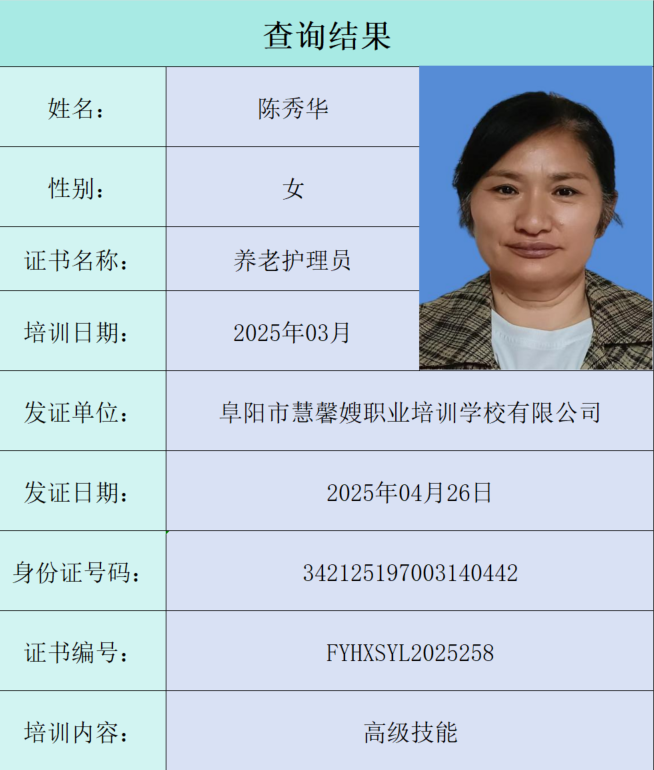 查询结果
姓名： 陈秀华
性别： 女
证书名称： 养老护理员
培训日期： 2025年03月
发证单位： 阜阳市慧馨嫂职业培训学校有限公司
发证日期： 2025年04月26日
身份证号码： 342125197003140442
证书编号： FYHXSYL2025258
培训内容： 高级技能